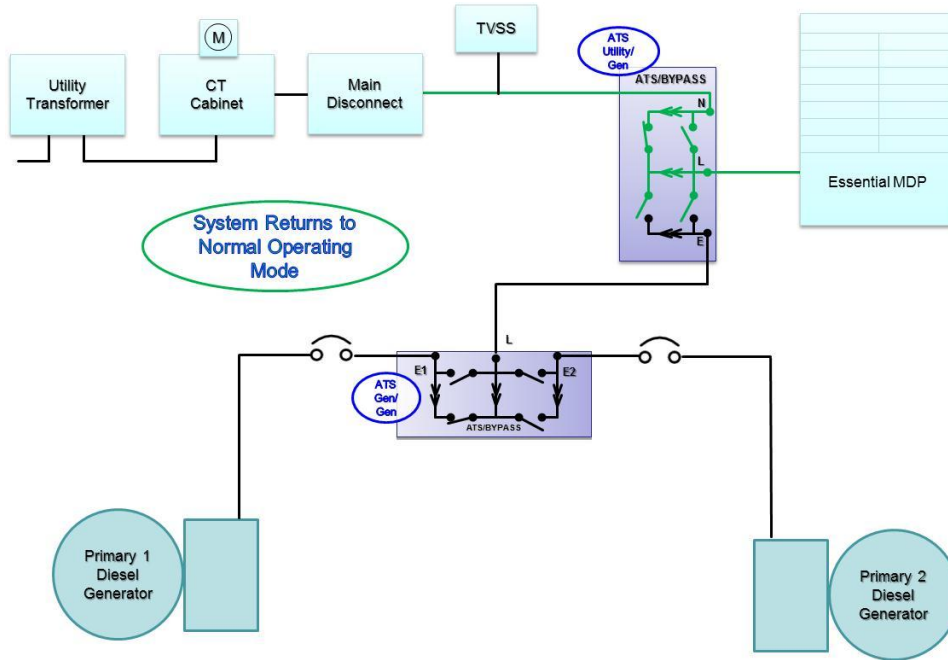 M
TVSS
ATS
Utility/
Gen
Utility
Transformer
CT
Cabinet
Main
Disconnect
ATS/BYPASS
N
L
E
Essential MDP
System Returns to
Normal Operating
Mode
L
E1
E2
ATS
Gen/
Gen
ATS/BYPASS
Primary 1
Diesel
Generator
Primary 2
Diesel
Generator